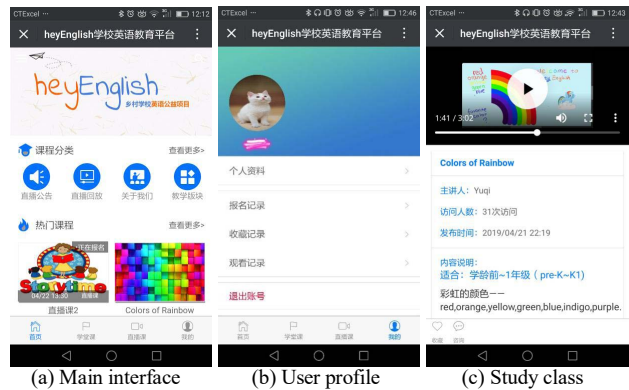 CTExcel ··· 12:12
heyEnglish学校英语教育平台
heyEnglish
乡村学校英语公益项目
课程分类 查看更多>
直播公告 直播回放 关于我们 教学版块
热门课程 查看更多>
正在报名
Storytime
04/22 13:30 直播课
直播课2 Colors of Rainbow
首页 学堂课 直播课 我的
(a) Main interface
CTExcel ··· 12:46
heyEnglish学校英语教育平台
个人资料
报名记录
收藏记录
观看记录
退出账号
首页 学堂课 直播课 我的
(b) User profile
CTExcel ··· 12:43
heyEnglish学校英语教育平台
red
orange
yellow
green
blue
1:41 / 3:02
Colors of Rainbow
主讲人：Yuqi
访问人数：31次访问
发布时间：2019/04/21 22:19
内容说明：
适合：学龄前~1年级（pre-K~K1）
彩虹的颜色——
red,orange,yellow,green,blue,indigo,purple.
收藏 咨询
(c) Study class